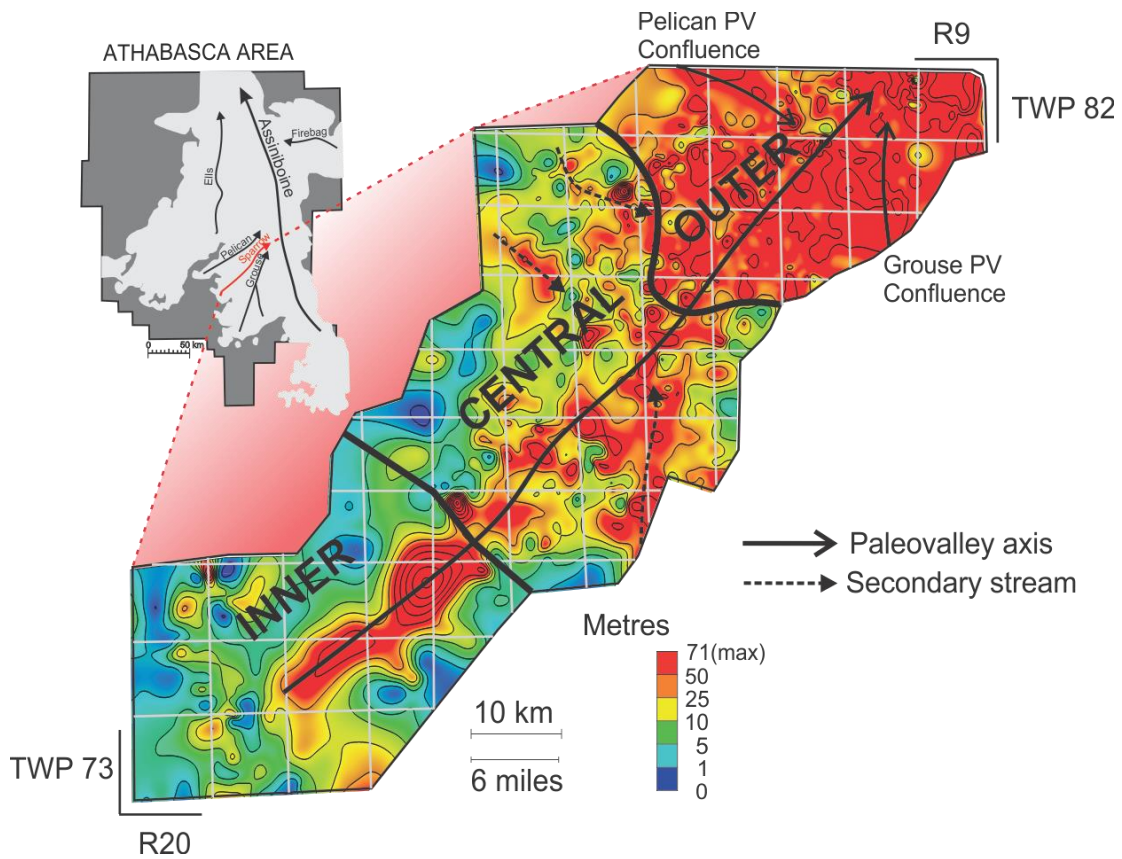 ATHABASCA AREA
Firebag
Assiniboine
Ells
Pelican
Sparrow
Grouse
0 50 km
Pelican PV
Confluence
R9
TWP 82
OUTER
Grouse PV
Confluence
CENTRAL
INNER
Paleovalley axis
Secondary stream
Metres
71(max)
50
25
10
5
1
0
10 km
6 miles
TWP 73
R20